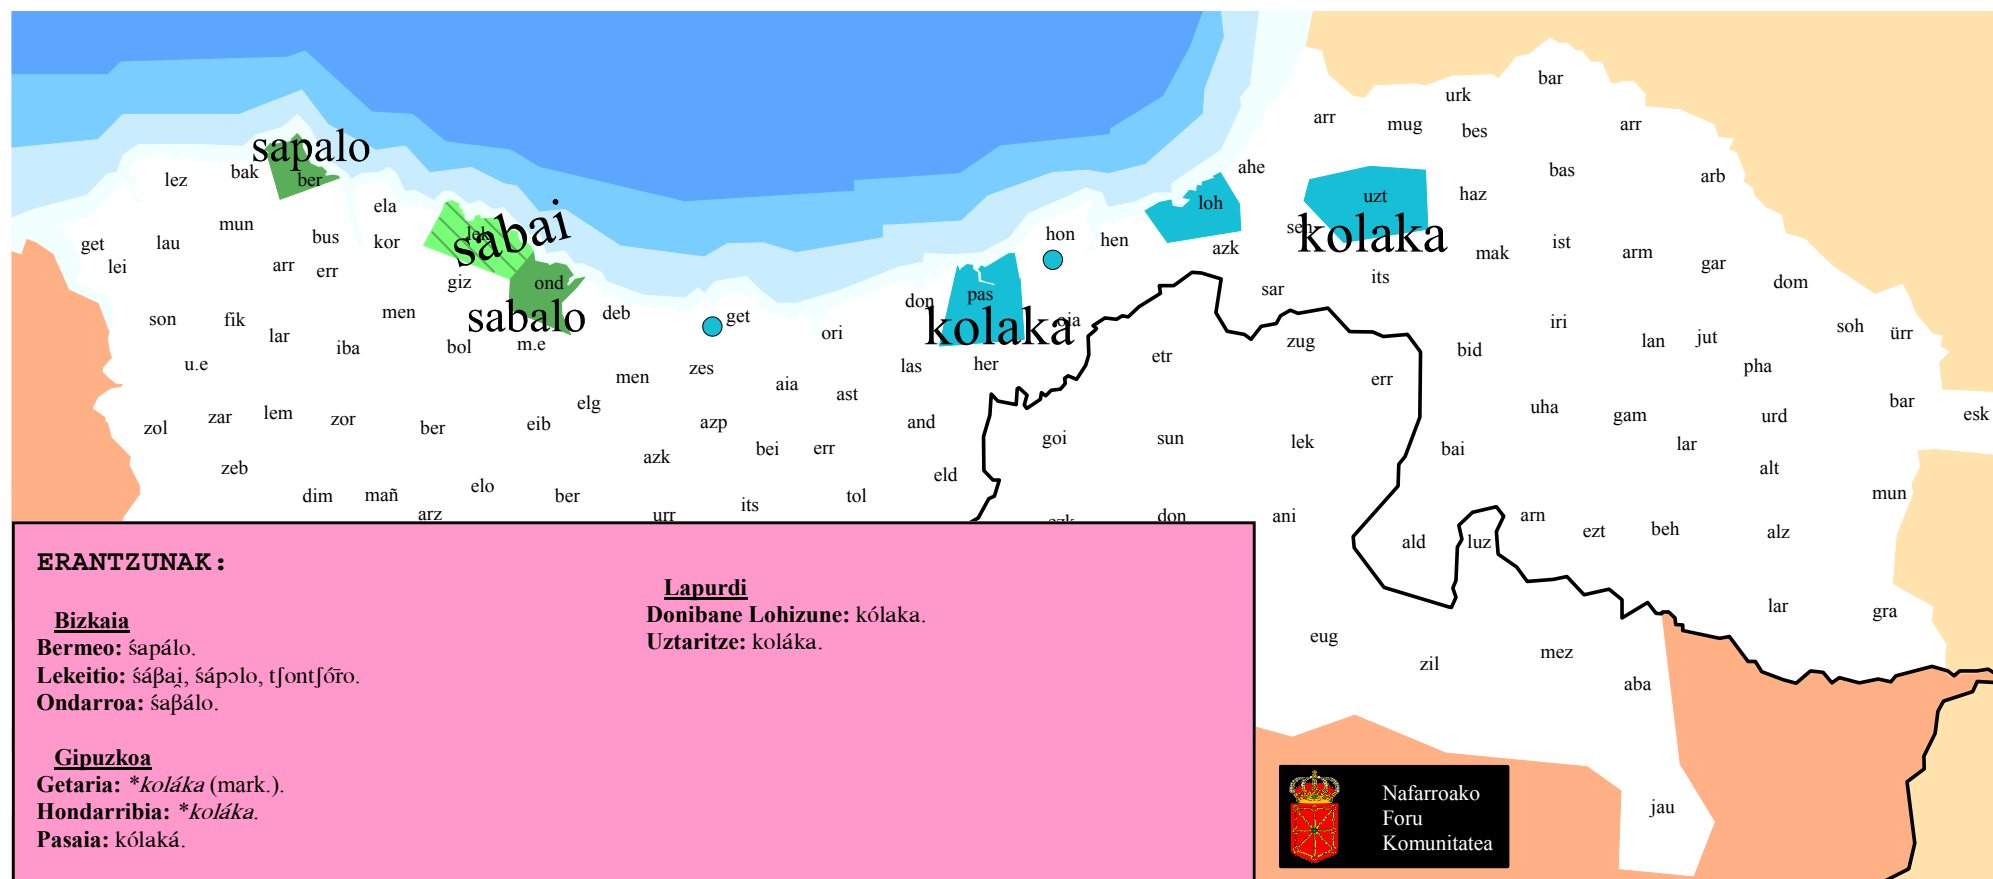 bar
urk
arr
mug
bes
arr
sapalo
ahe
bas
arb
lez
bak
ber
loh
uzt
haz
ela
sabai
mun
bus
kor
lek
hon
hen
azk
sen
kolaka
mak
ist
arm
gar
get
lau
lei
arr
err
giz
ond
don
pas
sar
its
dom
son
fik
lar
men
sabalo
deb
get
ori
kolaka
oia
iri
soh
ürr
u.e
iba
bol
m.e
zes
las
her
etr
zug
bid
lan
jut
pha
men
aia
ast
err
zol
zar
lem
zor
ber
eib
elg
azp
and
goi
sun
lek
bai
uha
gam
urd
bar
esk
lar
zeb
azk
bei
err
eld
alt
dim
mañ
elo
ber
its
tol
mun
arz
urr
ezk
don
ani
arn
ald
luz
ezt
beh
alz
lar
gra
eug
zil
mez
aba
jau
ERANTZUNAK:
Bizkaia
Bermeo: śapálo.
Lekeitio: śáβai̯, śápɔlo, tʃontʃór̄o.
Ondarroa: śaβálo.
Gipuzkoa
Getaria: *koláka (mark.).
Hondarribia: *koláka.
Pasaia: kólaká.
Lapurdi
Donibane Lohizune: kólaka.
Uztaritze: koláka.
Nafarroako
Foru
Komunitatea